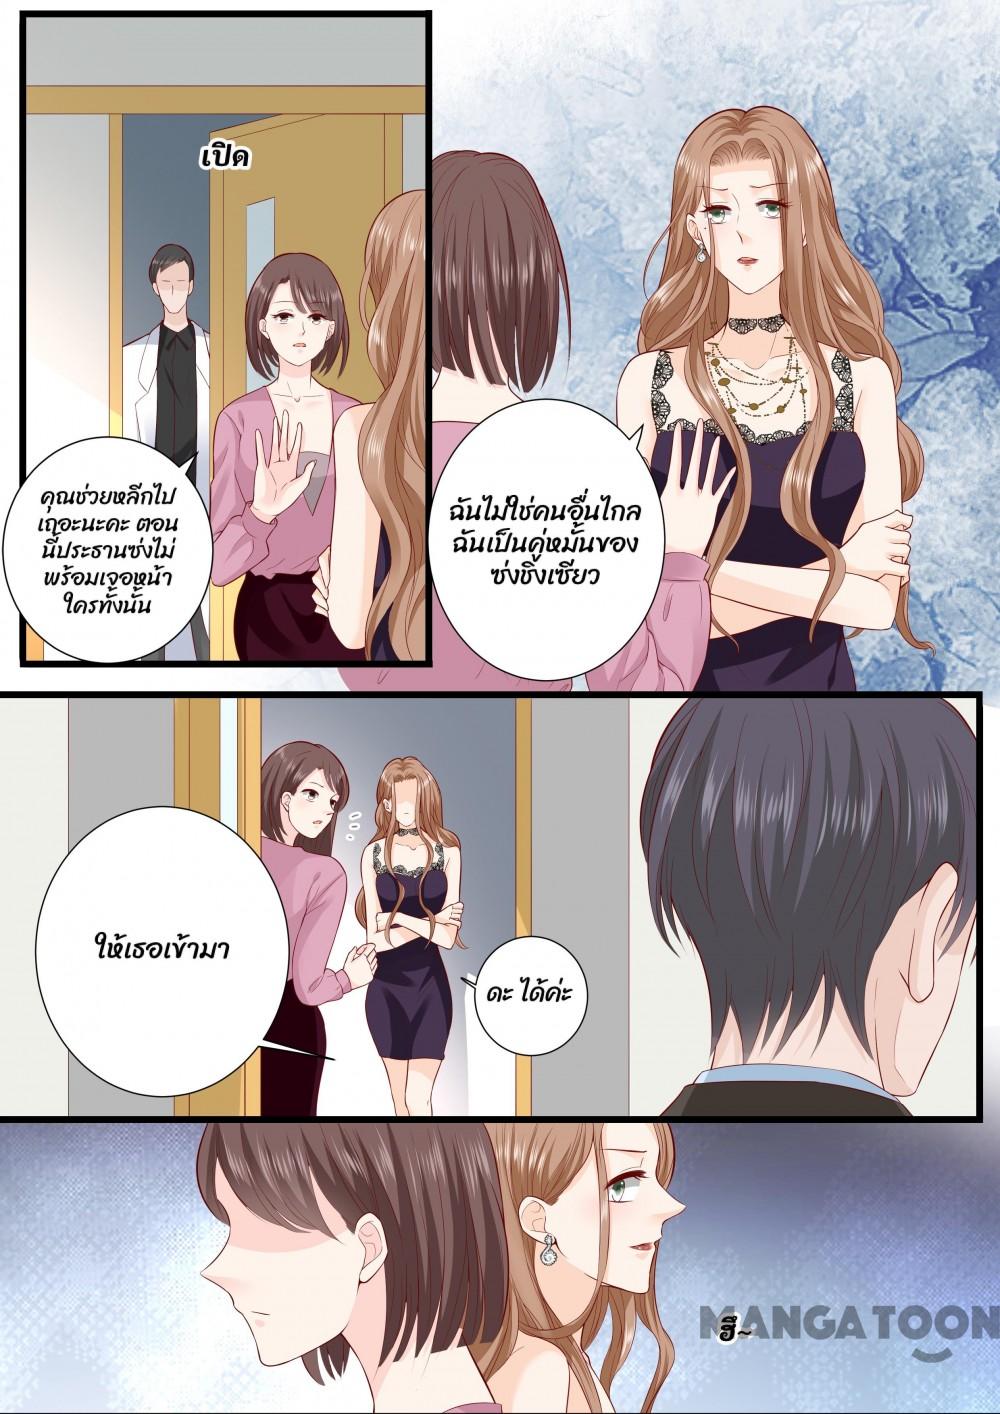 เปิด
คุณช่วยหลีกไป
เถอะนะคะ ตอน
นี้ประธานซ่งไม่
พร้อมเจอหน้า
ใครทั้งนั้น
ฉันไม่ใช่คนอื่นไกล
ฉันเป็นคู่หมั้นของ
ซ่งชิงเซียว
ให้เธอเข้ามา
ดะ ได้ค่ะ
MANGATOON
ฮึ~